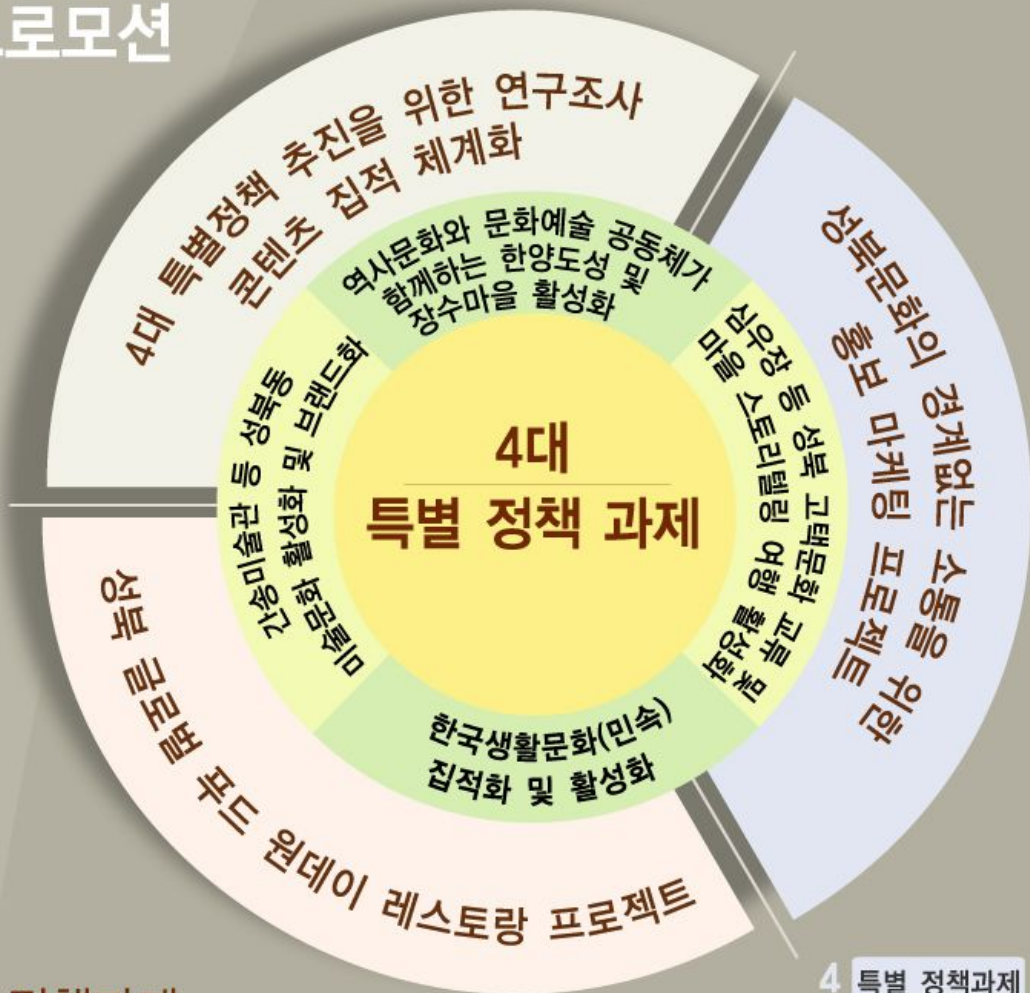 로모션
4대 특별정책 추진을 위한 연구조사
콘텐츠 집적 체계화
성북문화의 경계없는 소통을 위한
홍보 마케팅 프로젝트
성북 글로벌 푸드 원데이 레스토랑 프로젝트
역사문화와 문화예술 공동체가
함께하는 한양도성 및
장수마을 활성화
심우장 등 성북 고택문화 교류 및
마을 스토리텔링 여행 활성화
한국생활문화(민속)
집적화 및 활성화
간송미술관 등 성북동
미술문화 활성화 및 브랜드화
4대
특별 정책 과제
4 특별 정책과제